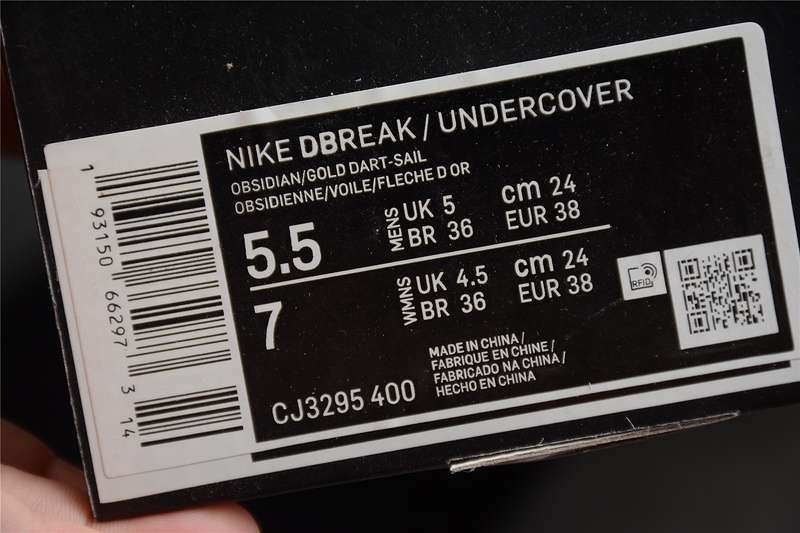 NIKE DBREAK / UNDERCOVER
OBSIDIAN/GOLD DART-SAIL
OBSIDIENNE/VOILE/FLECHE D OR
5.5
MENS
UK 5
BR 36
cm 24
EUR 38
7
WMNS
UK 4.5
BR 36
cm 24
EUR 38
RFID
CJ3295 400
MADE IN CHINA /
FABRIQUE EN CHINE /
FABRICADO NA CHINA /
HECHO EN CHINA
1 93150 66297 3 14